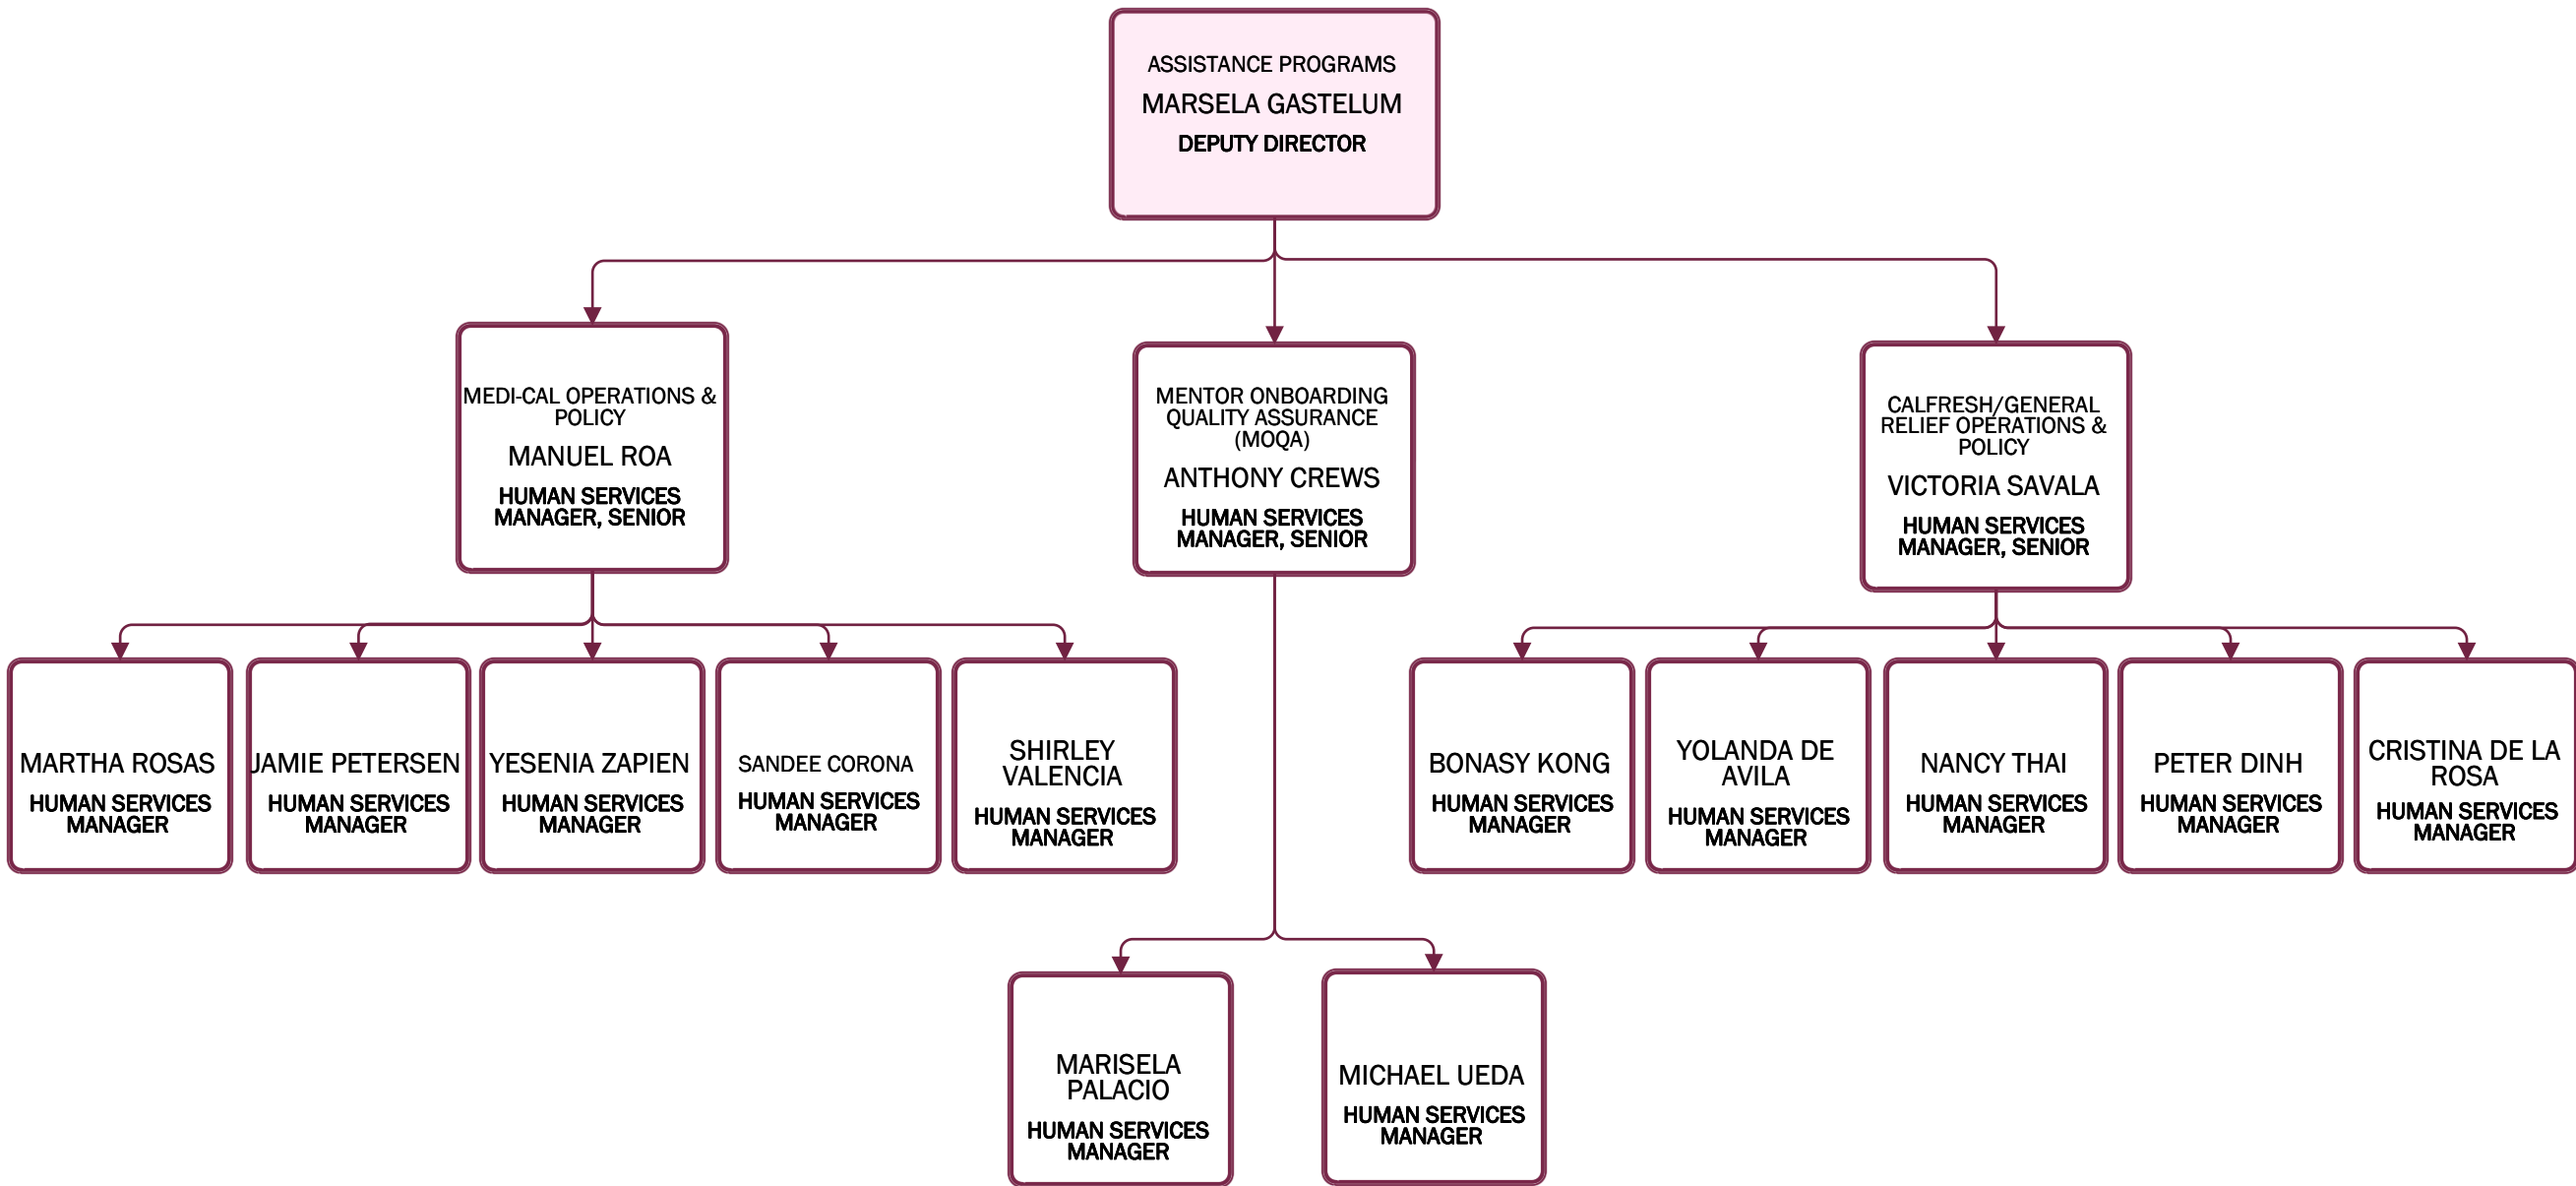 ASSISTANCE PROGRAMS
MARSELA GASTELUM
DEPUTY DIRECTOR
MEDI-CAL OPERATIONS &
POLICY
MANUEL ROA
HUMAN SERVICES
MANAGER, SENIOR
MENTOR ONBOARDING
QUALITY ASSURANCE
(MOQA)
ANTHONY CREWS
HUMAN SERVICES
MANAGER, SENIOR
CALFRESH/GENERAL
RELIEF OPERATIONS &
POLICY
VICTORIA SAVALA
HUMAN SERVICES
MANAGER, SENIOR
MARTHA ROSAS
HUMAN SERVICES
MANAGER
JAMIE PETERSEN
HUMAN SERVICES
MANAGER
YESENIA ZAPIEN
HUMAN SERVICES
MANAGER
SANDEE CORONA
HUMAN SERVICES
MANAGER
SHIRLEY
VALENCIA
HUMAN SERVICES
MANAGER
BONASY KONG
HUMAN SERVICES
MANAGER
YOLANDA DE
AVILA
HUMAN SERVICES
MANAGER
NANCY THAI
HUMAN SERVICES
MANAGER
PETER DINH
HUMAN SERVICES
MANAGER
CRISTINA DE LA
ROSA
HUMAN SERVICES
MANAGER
MARISELA
PALACIO
HUMAN SERVICES
MANAGER
MICHAEL UEDA
HUMAN SERVICES
MANAGER